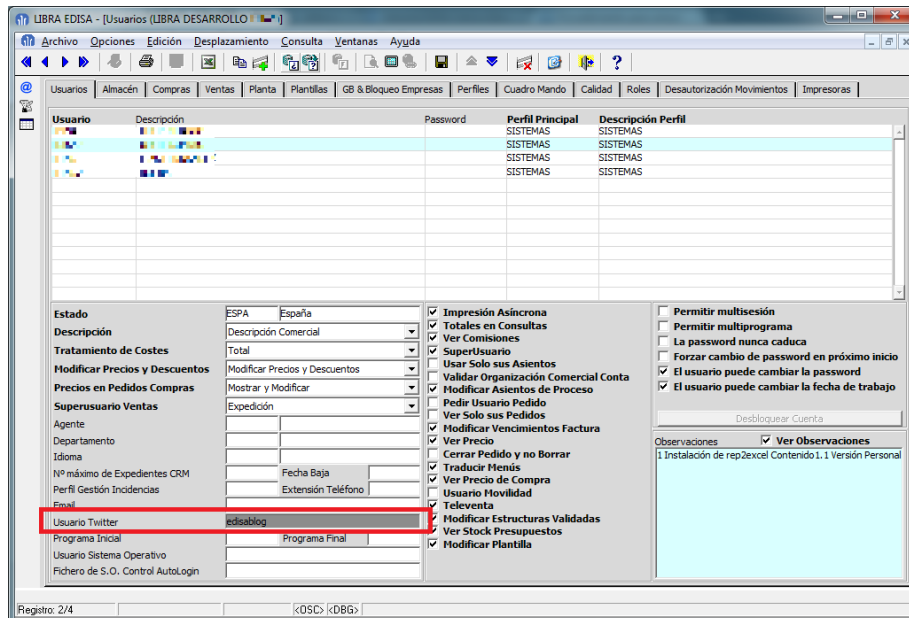 LIBRA EDISA - [Usuarios (LIBRA DESARROLLO
Archivo Opciones Edición Desplazamiento Consulta Ventanas Ayuda
Usuarios Almacén Compras Ventas Planta Plantillas GB & Bloqueo Empresas Perfiles Cuadro Mando Calidad Roles Desautorización Movimientos Impresoras
Usuario Descripción Password Perfil Principal Descripción Perfil
SISTEMAS SISTEMAS
SISTEMAS SISTEMAS
SISTEMAS SISTEMAS
SISTEMAS SISTEMAS
Estado ESPA España
Descripción Descripción Comercial
Tratamiento de Costes Total
Modificar Precios y Descuentos Modificar Precios y Descuentos
Precios en Pedidos Compras Mostrar y Modificar
Superusuario Ventas Expedición
Agente
Departamento
Idioma
Nº máximo de Expedientes CRM Fecha Baja
Perfil Gestión Incidencias Extensión Teléfono
Email
Usuario Twitter edisablog
Programa Inicial Programa Final
Usuario Sistema Operativo
Fichero de S.O. Control AutoLogin
Impresión Asíncrona
Totales en Consultas
Ver Comisiones
SuperUsuario
Usar Solo sus Asientos
Validar Organización Comercial Conta
Modificar Asientos de Proceso
Pedir Usuario Pedido
Ver Solo sus Pedidos
Modificar Vencimientos Factura
Ver Precio
Cerrar Pedido y no Borrar
Traducir Menús
Ver Precio de Compra
Usuario Movilidad
Televenta
Modificar Estructuras Validadas
Ver Stock Presupuestos
Modificar Plantilla
Permitir multisesión
Permitir multiprograma
La password nunca caduca
Forzar cambio de password en próximo inicio
El usuario puede cambiar la password
El usuario puede cambiar la fecha de trabajo
Desbloquear Cuenta
Observaciones Ver Observaciones
1 Instalación de rep2excel Contenido1.1 Versión Personal
Registro: 2/4 <OSC> <DBG>